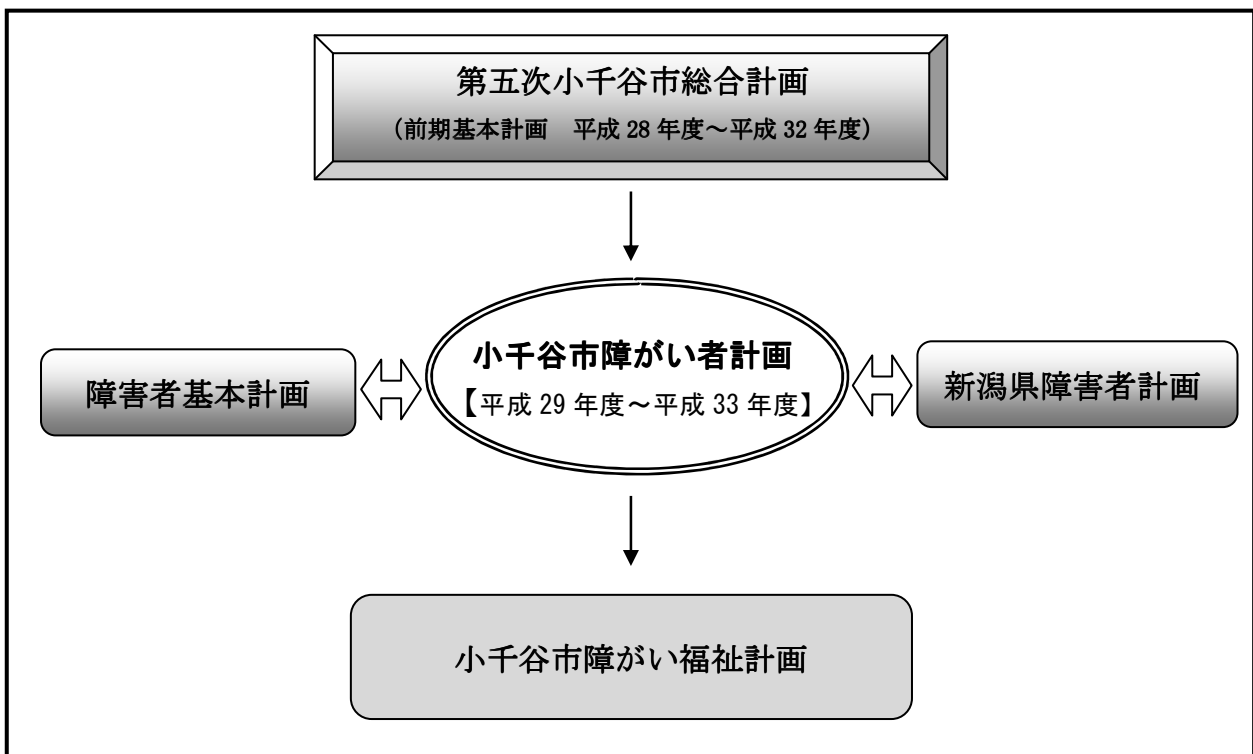 第五次小千谷市総合計画
(前期基本計画　平成 28 年度～平成 32 年度)
小千谷市障がい者計画
【平成 29 年度～平成 33 年度】
障害者基本計画
新潟県障害者計画
小千谷市障がい福祉計画